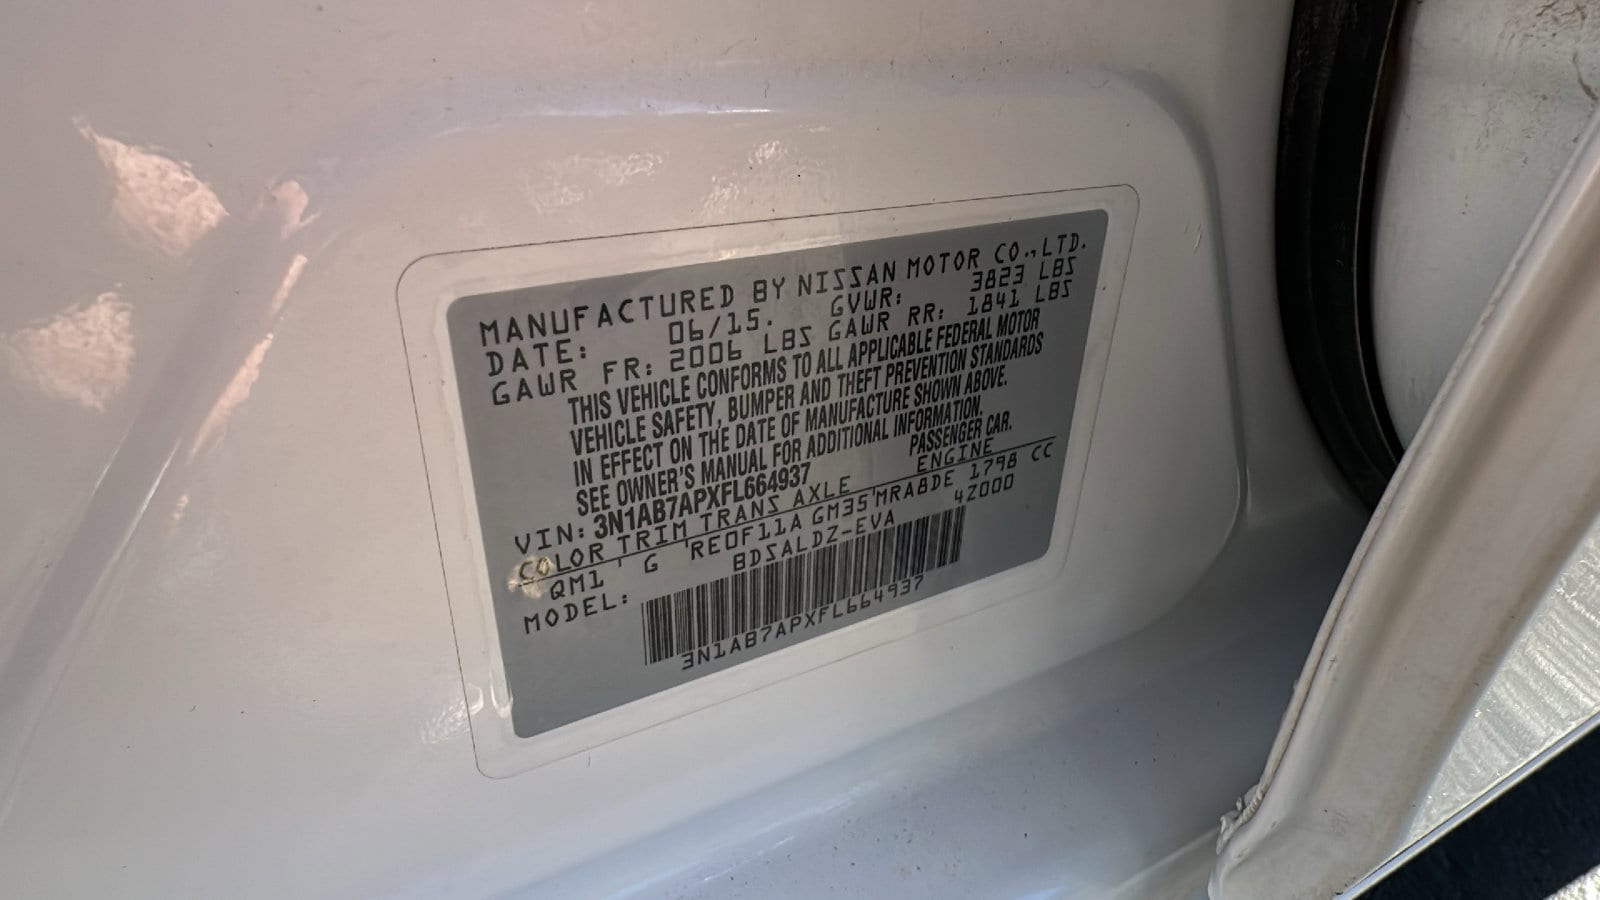 MANUFACTURED BY NISSAN MOTOR CO., LTD.
DATE: 06/15. GVWR: 3823 LBS
GAWR FR: 2006 LBS GAWR RR: 1841 LBS
THIS VEHICLE CONFORMS TO ALL APPLICABLE FEDERAL MOTOR
VEHICLE SAFETY, BUMPER AND THEFT PREVENTION STANDARDS
IN EFFECT ON THE DATE OF MANUFACTURE SHOWN ABOVE.
SEE OWNER'S MANUAL FOR ADDITIONAL INFORMATION.
VIN: 3N1AB7APXFL664937 PASSENGER CAR.
COLOR TRIM TRANS AXLE ENGINE
QM1 G RE0F11A GM35 MRA8DE 1798 CC
MODEL: BDSALDZ-EVA 4Z000
3N1AB7APXFL664937